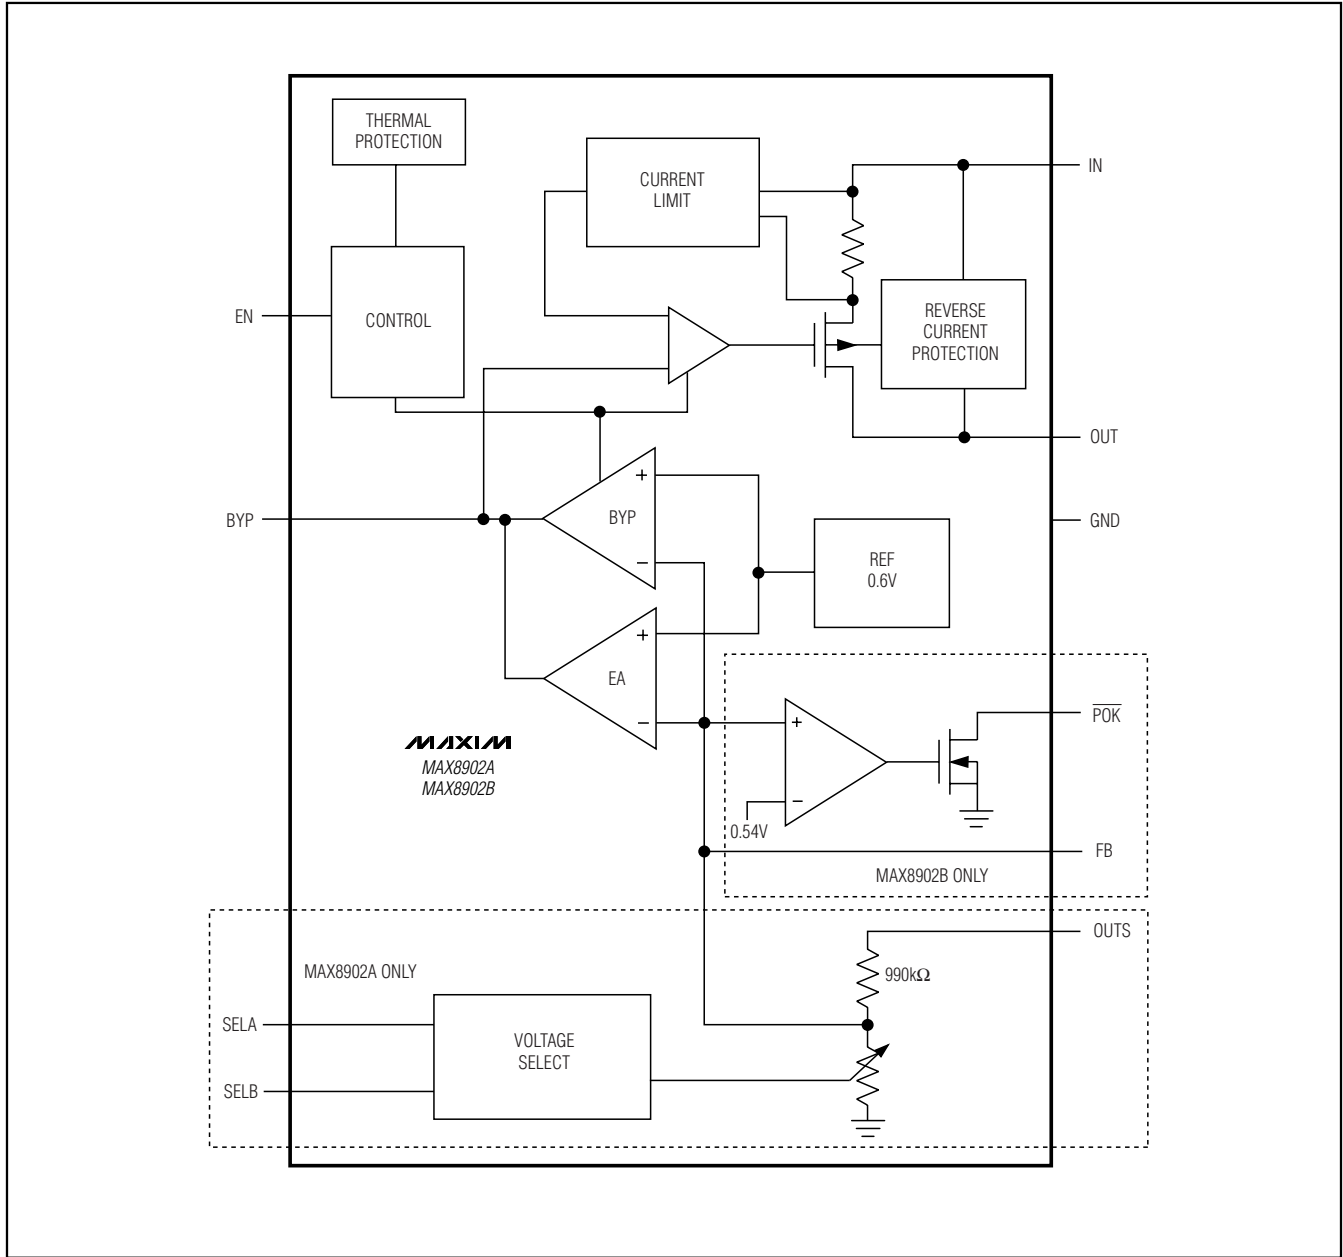 THERMAL
PROTECTION
CURRENT
LIMIT
IN
EN
CONTROL
REVERSE
CURRENT
PROTECTION
OUT
+
BYP
BYP
−
GND
REF
0.6V
+
EA
−
MAXIM
MAX8902A
MAX8902B
+
−
0.54V
POK
FB
MAX8902B ONLY
OUTS
990kΩ
MAX8902A ONLY
SELA
SELB
VOLTAGE
SELECT